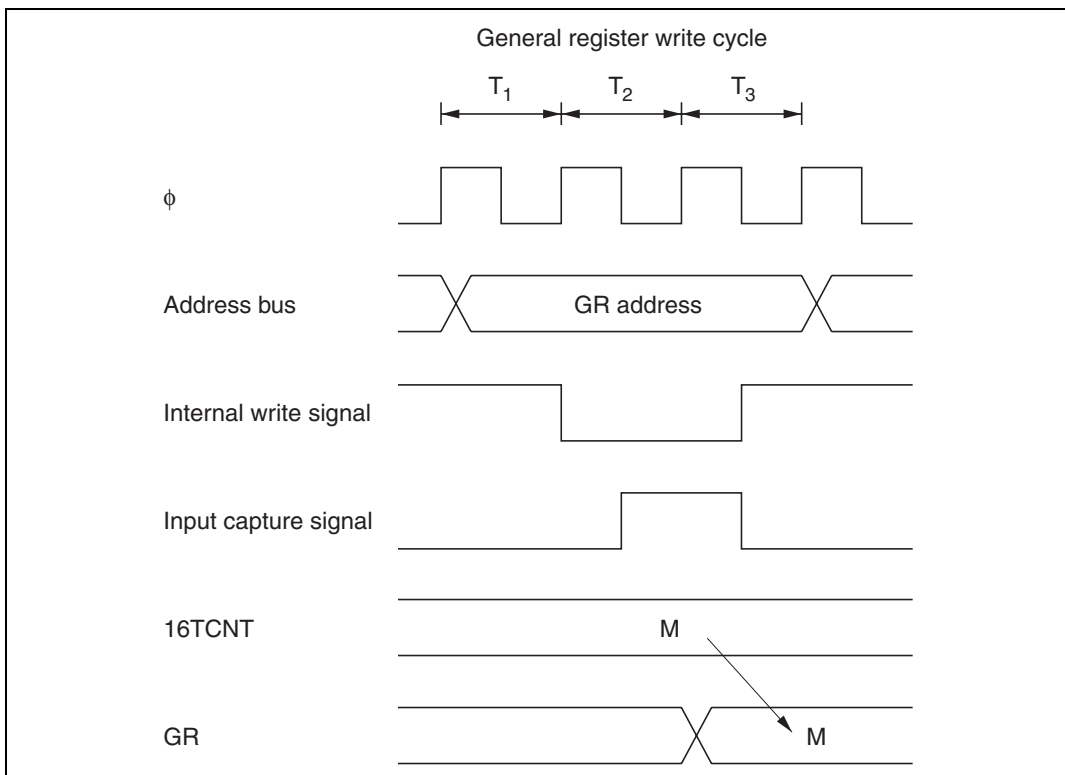 General register write cycle
T1 T2 T3
φ
Address bus GR address
Internal write signal
Input capture signal
16TCNT M
GR M